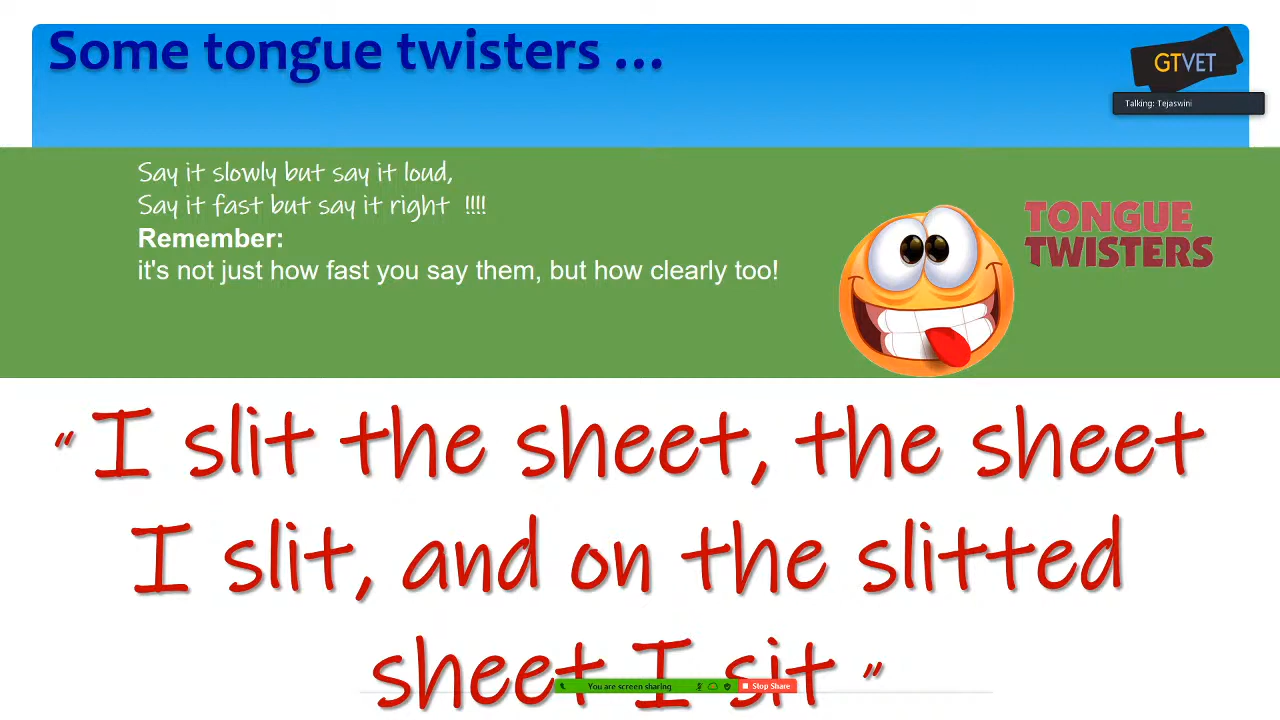 Some tongue twisters ...
GTVET
Talking: Tejaswini
Say it slowly but say it loud,
Say it fast but say it right !!!!
Remember:
it's not just how fast you say them, but how clearly too!
TONGUE
TWISTERS
“ I slit the sheet, the sheet
I slit, and on the slitted
sheet I sit ”
You are screen sharing
Stop Share